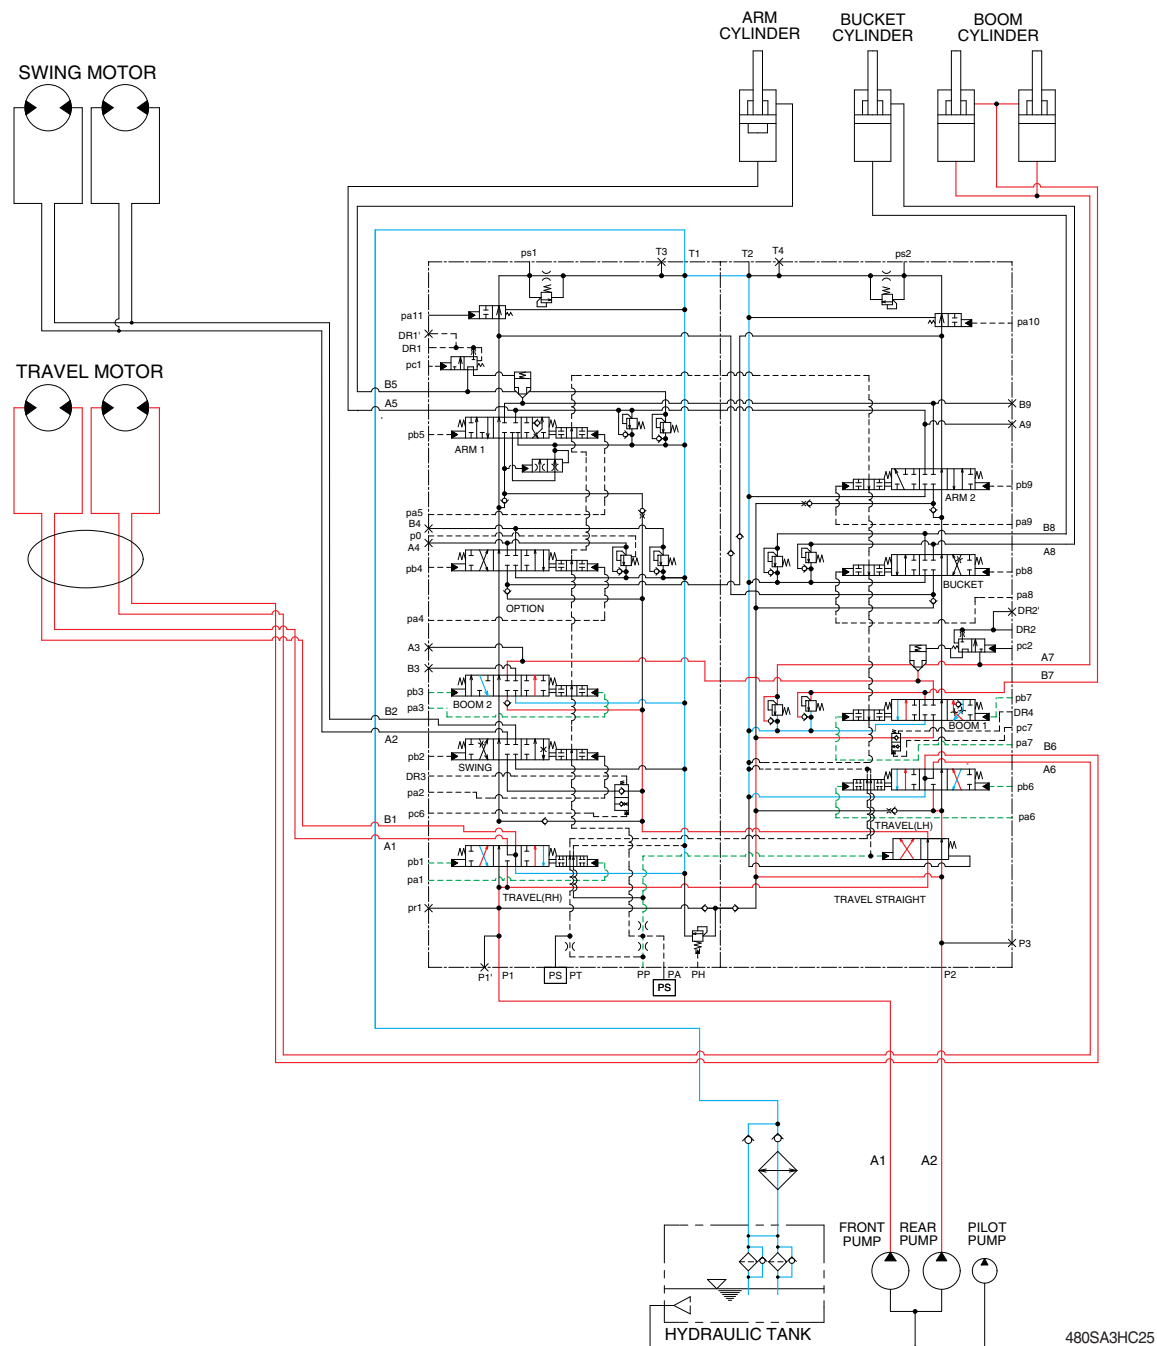 ARM
CYLINDER
BUCKET
CYLINDER
BOOM
CYLINDER
SWING MOTOR
TRAVEL MOTOR
ps1
T3
T1
T2
T4
ps2
pa11
pa10
DR1'
DR1
pc1
B5
A5
B9
A9
pb5
ARM 1
ARM 2
pb9
pa5
pa9
B4
p0
A4
B8
A8
pb4
BUCKET
pb8
OPTION
pa8
DR2'
pa4
DR2
A3
pc2
A7
B3
B7
pb3
BOOM 2
pa3
pb7
BOOM 1
DR4
B2
pc7
A2
pa7
B6
pb2
SWING
A6
DR3
pb6
pa2
pc6
pa6
B1
TRAVEL(LH)
A1
pb1
pa1
TRAVEL(RH)
TRAVEL STRAIGHT
pr1
P3
P1'
P1
PS
PT
PP
PA
PH
P2
PS
A1
A2
FRONT
PUMP
REAR
PUMP
PILOT
PUMP
HYDRAULIC TANK
480SA3HC25